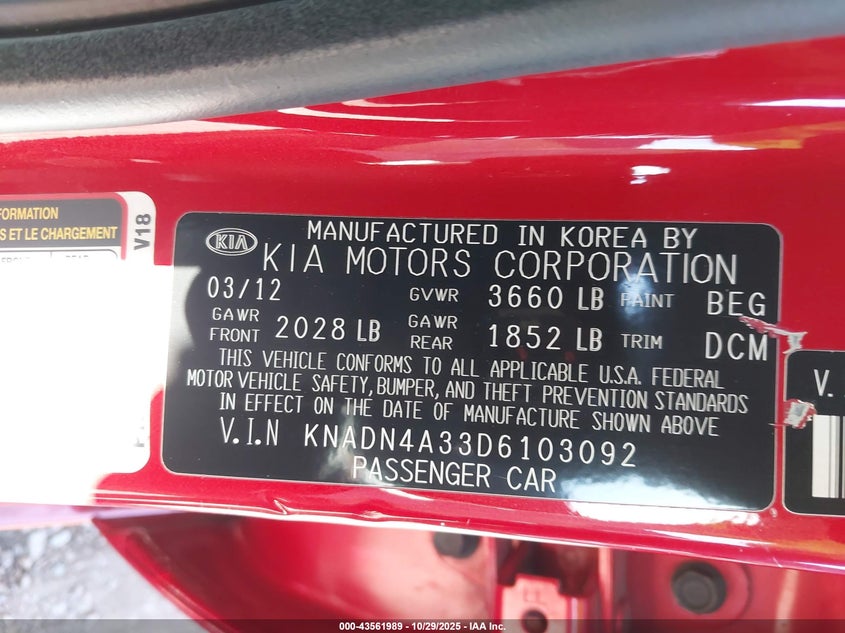 FORMATION
S ET LE CHARGEMENT
V18
KIA
MANUFACTURED IN KOREA BY
KIA MOTORS CORPORATION
03/12 GVWR 3660 LB PAINT BEG
GAWR FRONT 2028 LB GAWR REAR 1852 LB TRIM DCM
THIS VEHICLE CONFORMS TO ALL APPLICABLE U.S.A. FEDERAL
MOTOR VEHICLE SAFETY, BUMPER, AND THEFT PREVENTION STANDARDS
IN EFFECT ON THE DATE OF MANUFACTURE SHOWN ABOVE
V.I.N KNADN4A33D6103092
PASSENGER CAR
V.
000-43561989 - 10/29/2025 - IAA Inc.